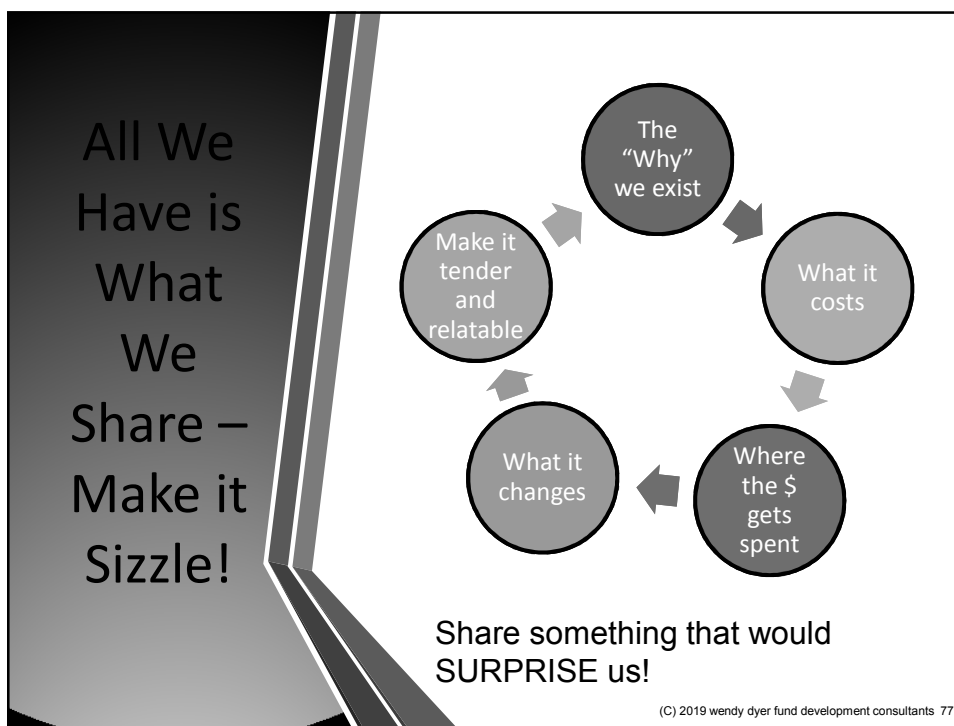 All We
Have is
What
We
Share –
Make it
Sizzle!
The
“Why”
we exist
What it
costs
Where
the $
gets
spent
What it
changes
Make it
tender
and
relatable
Share something that would
SURPRISE us!
(C) 2019 wendy dyer fund development consultants 77